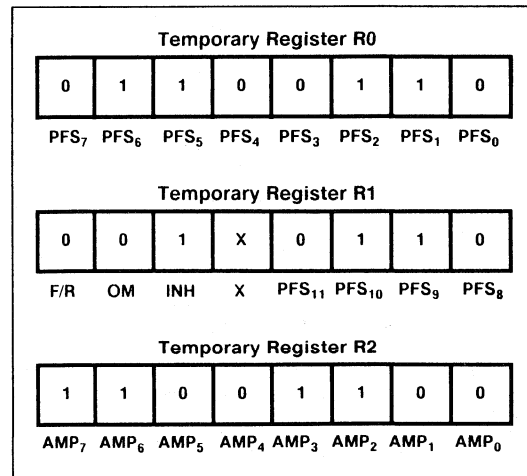 Temporary Register R0
0 1 1 0 0 1 1 0
PFS₇ PFS₆ PFS₅ PFS₄ PFS₃ PFS₂ PFS₁ PFS₀
Temporary Register R1
0 0 1 X 0 1 1 0
F/R OM INH X PFS₁₁ PFS₁₀ PFS₉ PFS₈
Temporary Register R2
1 1 0 0 1 1 0 0
AMP₇ AMP₆ AMP₅ AMP₄ AMP₃ AMP₂ AMP₁ AMP₀